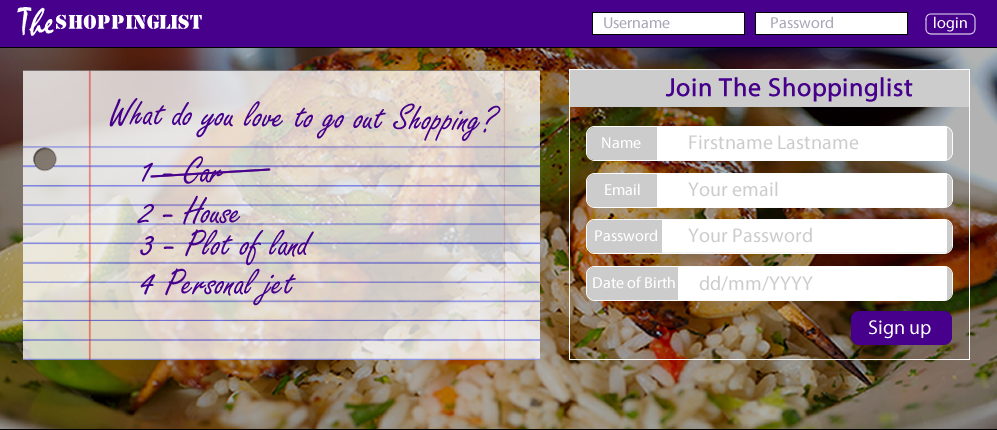 The SHOPPINGLIST
Username
Password
login
What do you love to go out Shopping?
1 - Car
2 - House
3 - Plot of land
4 Personal jet
Join The Shoppinglist
Name Firstname Lastname
Email Your email
Password Your Password
Date of Birth dd/mm/YYYY
Sign up